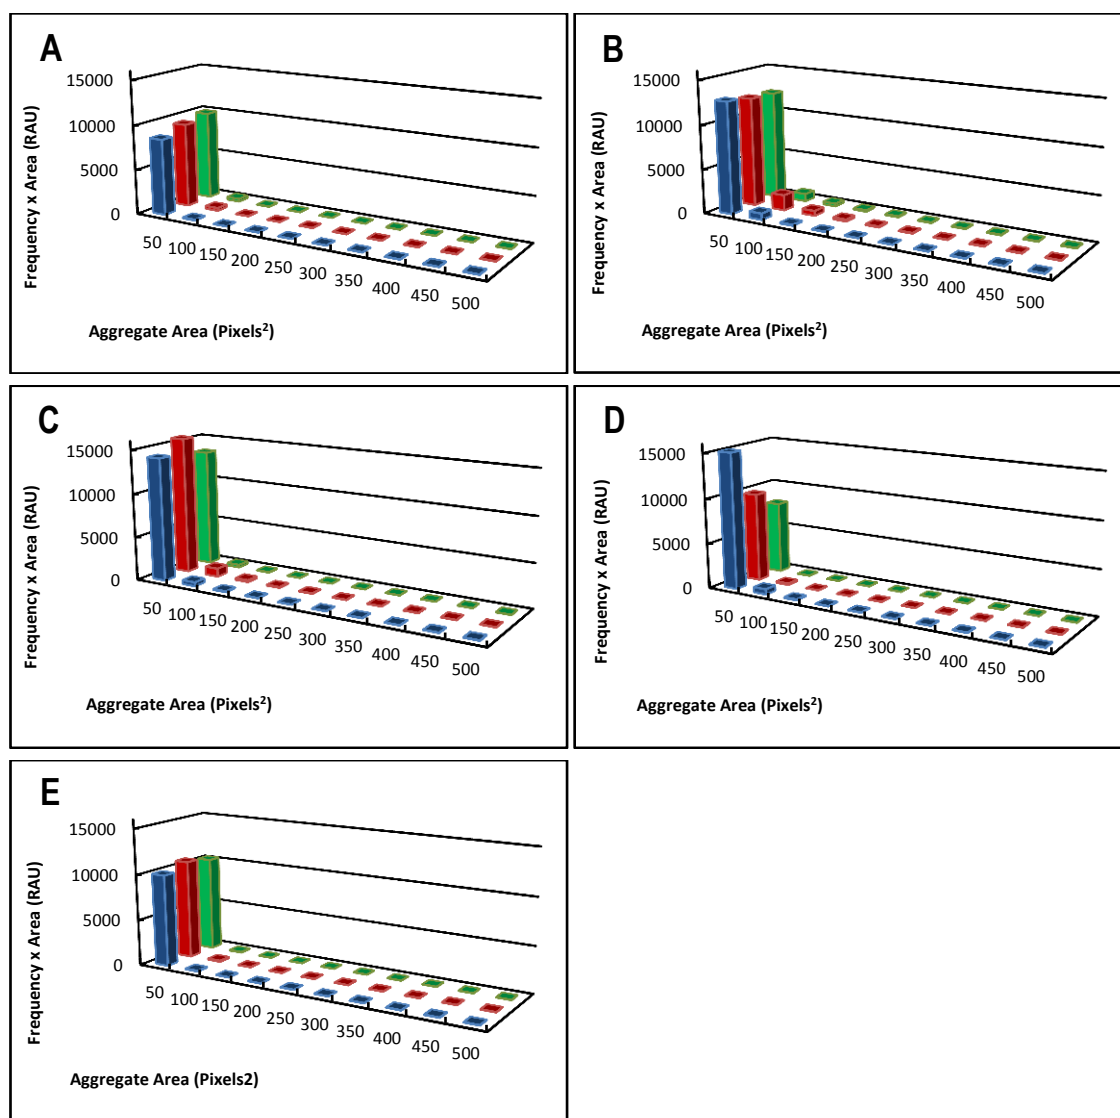 A
Frequency x Area (RAU)
15000
10000
5000
0
50 100 150 200 250 300 350 400 450 500
Aggregate Area (Pixels²)
B
Frequency x Area (RAU)
15000
10000
5000
0
50 100 150 200 250 300 350 400 450 500
Aggregate Area (Pixels²)
C
Frequency x Area (RAU)
15000
10000
5000
0
50 100 150 200 250 300 350 400 450 500
Aggregate Area (Pixels²)
D
Frequency x Area (RAU)
15000
10000
5000
0
50 100 150 200 250 300 350 400 450 500
Aggregate Area (Pixels²)
E
Frequency x Area (RAU)
15000
10000
5000
0
50 100 150 200 250 300 350 400 450 500
Aggregate Area (Pixels2)